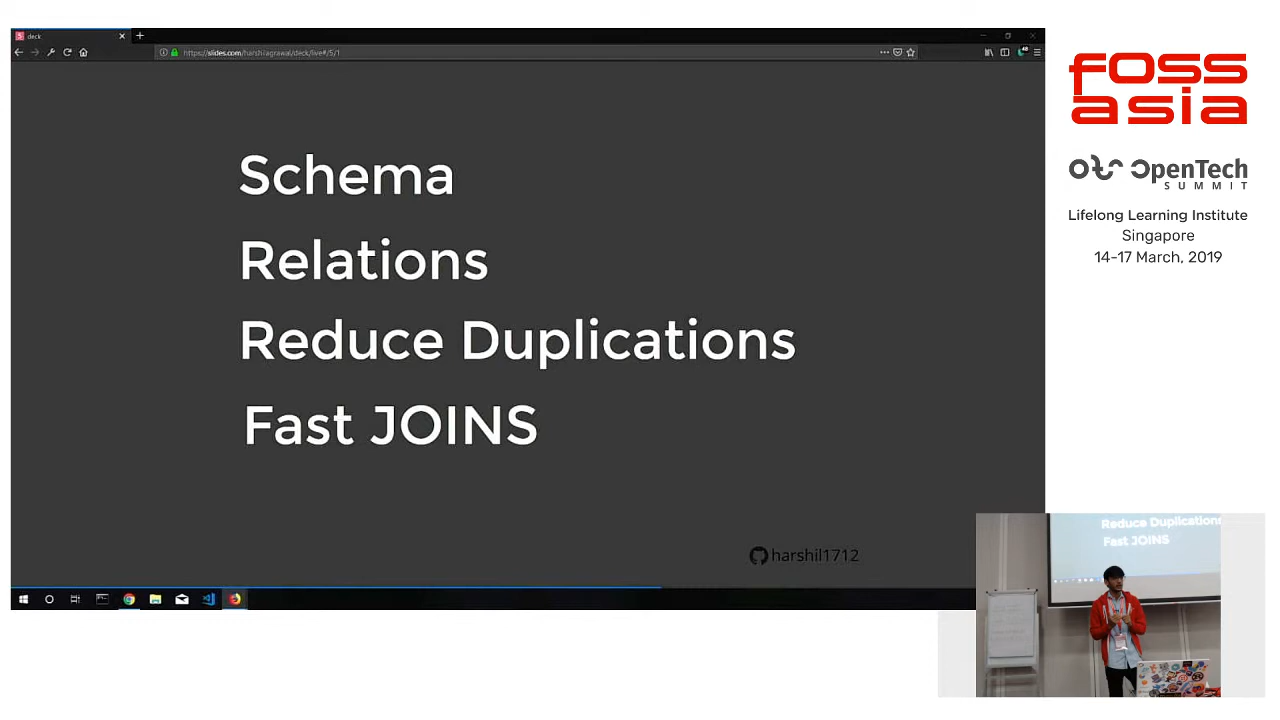 deck
https://slides.com/harshilagrawal/deck/live#/5/1
Schema
Relations
Reduce Duplications
Fast JOINS
harshil1712
FOSS
asia
OpenTech
SUMMIT
Lifelong Learning Institute
Singapore
14-17 March, 2019
Reduce Duplications
Fast JOINS